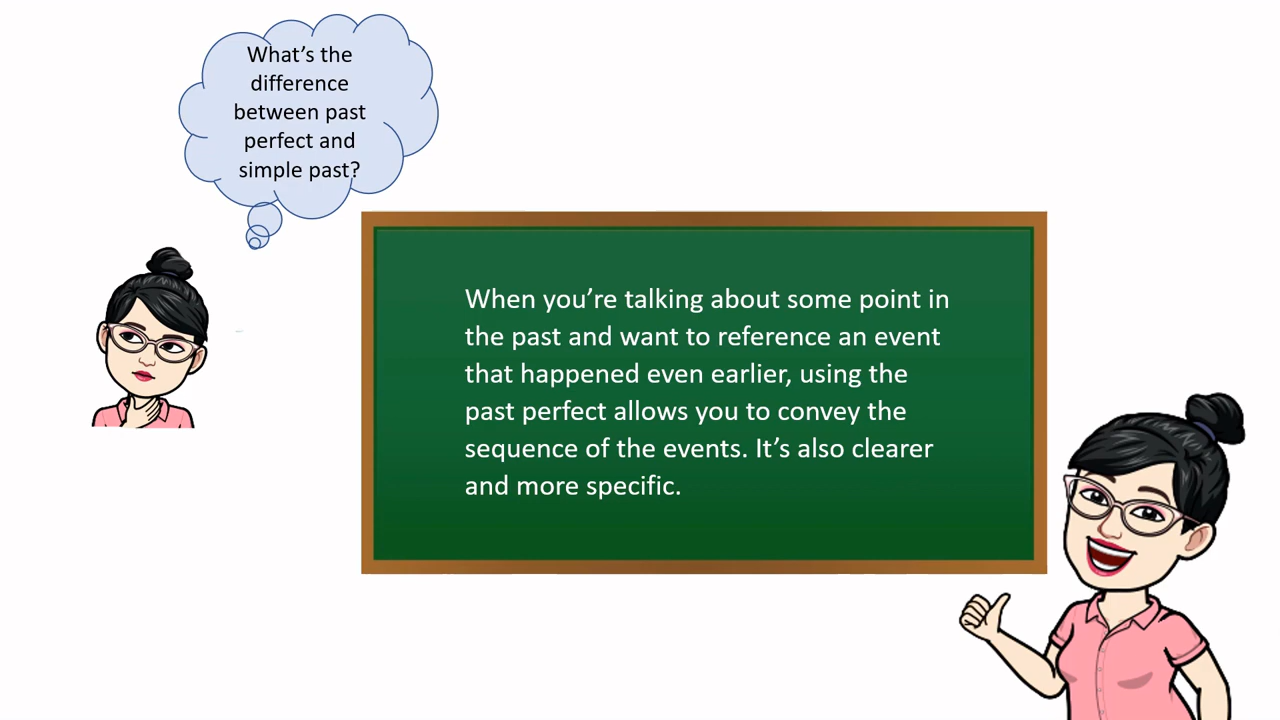 What’s the
difference
between past
perfect and
simple past?
When you’re talking about some point in
the past and want to reference an event
that happened even earlier, using the
past perfect allows you to convey the
sequence of the events. It’s also clearer
and more specific.